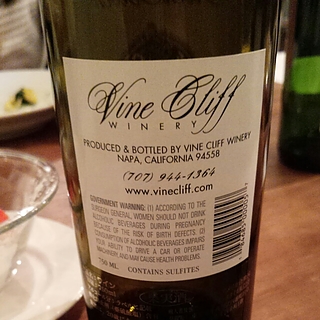 Vine Cliff
WINERY
PRODUCED & BOTTLED BY VINE CLIFF WINERY
NAPA, CALIFORNIA 94558
(707) 944-1364
www.vinecliff.com
GOVERNMENT WARNING: (1) ACCORDING TO THE
SURGEON GENERAL, WOMEN SHOULD NOT DRINK
ALCOHOLIC BEVERAGES DURING PREGNANCY
BECAUSE OF THE RISK OF BIRTH DEFECTS. (2)
CONSUMPTION OF ALCOHOLIC BEVERAGES IMPAIRS
YOUR ABILITY TO DRIVE A CAR OR OPERATE
MACHINERY, AND MAY CAUSE HEALTH PROBLEMS.
750 ML.
CONTAINS SULFITES